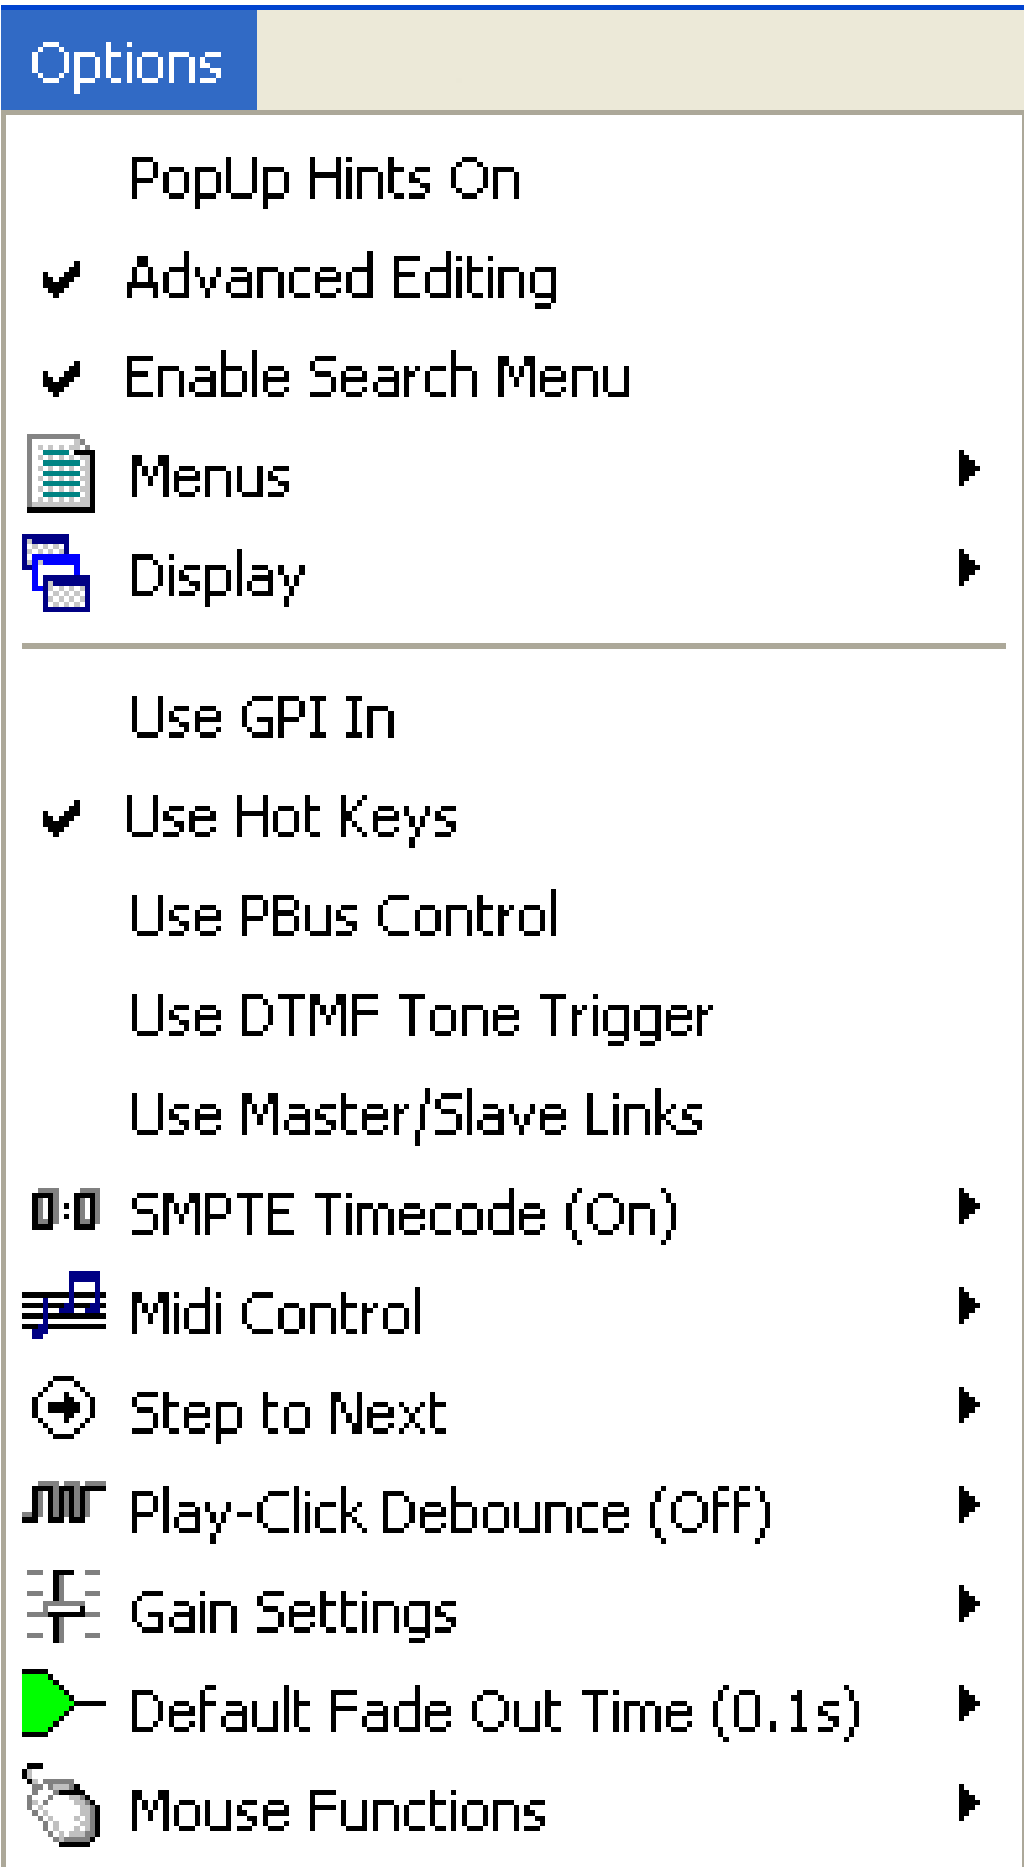 Options
PopUp Hints On
Advanced Editing
Enable Search Menu
Menus
Display
Use GPI In
Use Hot Keys
Use PBus Control
Use DTMF Tone Trigger
Use Master/Slave Links
SMPTE Timecode (On)
Midi Control
Step to Next
Play-Click Debounce (Off)
Gain Settings
Default Fade Out Time (0.1s)
Mouse Functions